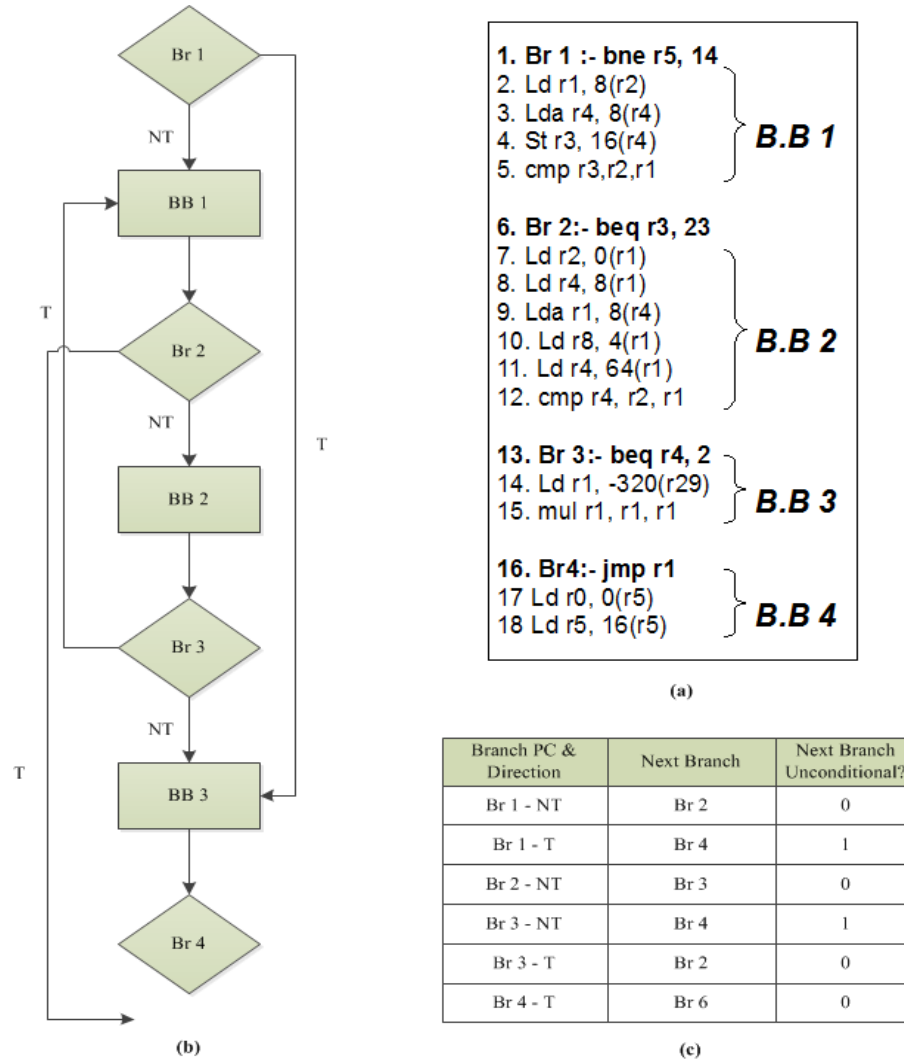 Br 1
NT
BB 1
T
Br 2
NT
T
BB 2
Br 3
NT
T
BB 3
Br 4
(b)
1. Br 1 :- bne r5, 14
2. Ld r1, 8(r2)
3. Lda r4, 8(r4)
4. St r3, 16(r4)
5. cmp r3,r2,r1
B.B 1
6. Br 2:- beq r3, 23
7. Ld r2, 0(r1)
8. Ld r4, 8(r1)
9. Lda r1, 8(r4)
10. Ld r8, 4(r1)
11. Ld r4, 64(r1)
12. cmp r4, r2, r1
B.B 2
13. Br 3:- beq r4, 2
14. Ld r1, -320(r29)
15. mul r1, r1, r1
B.B 3
16. Br4:- jmp r1
17 Ld r0, 0(r5)
18 Ld r5, 16(r5)
B.B 4
(a)
Branch PC & Direction | Next Branch | Next Branch Unconditional?
Br 1 - NT | Br 2 | 0
Br 1 - T | Br 4 | 1
Br 2 - NT | Br 3 | 0
Br 3 - NT | Br 4 | 1
Br 3 - T | Br 2 | 0
Br 4 - T | Br 6 | 0
(c)